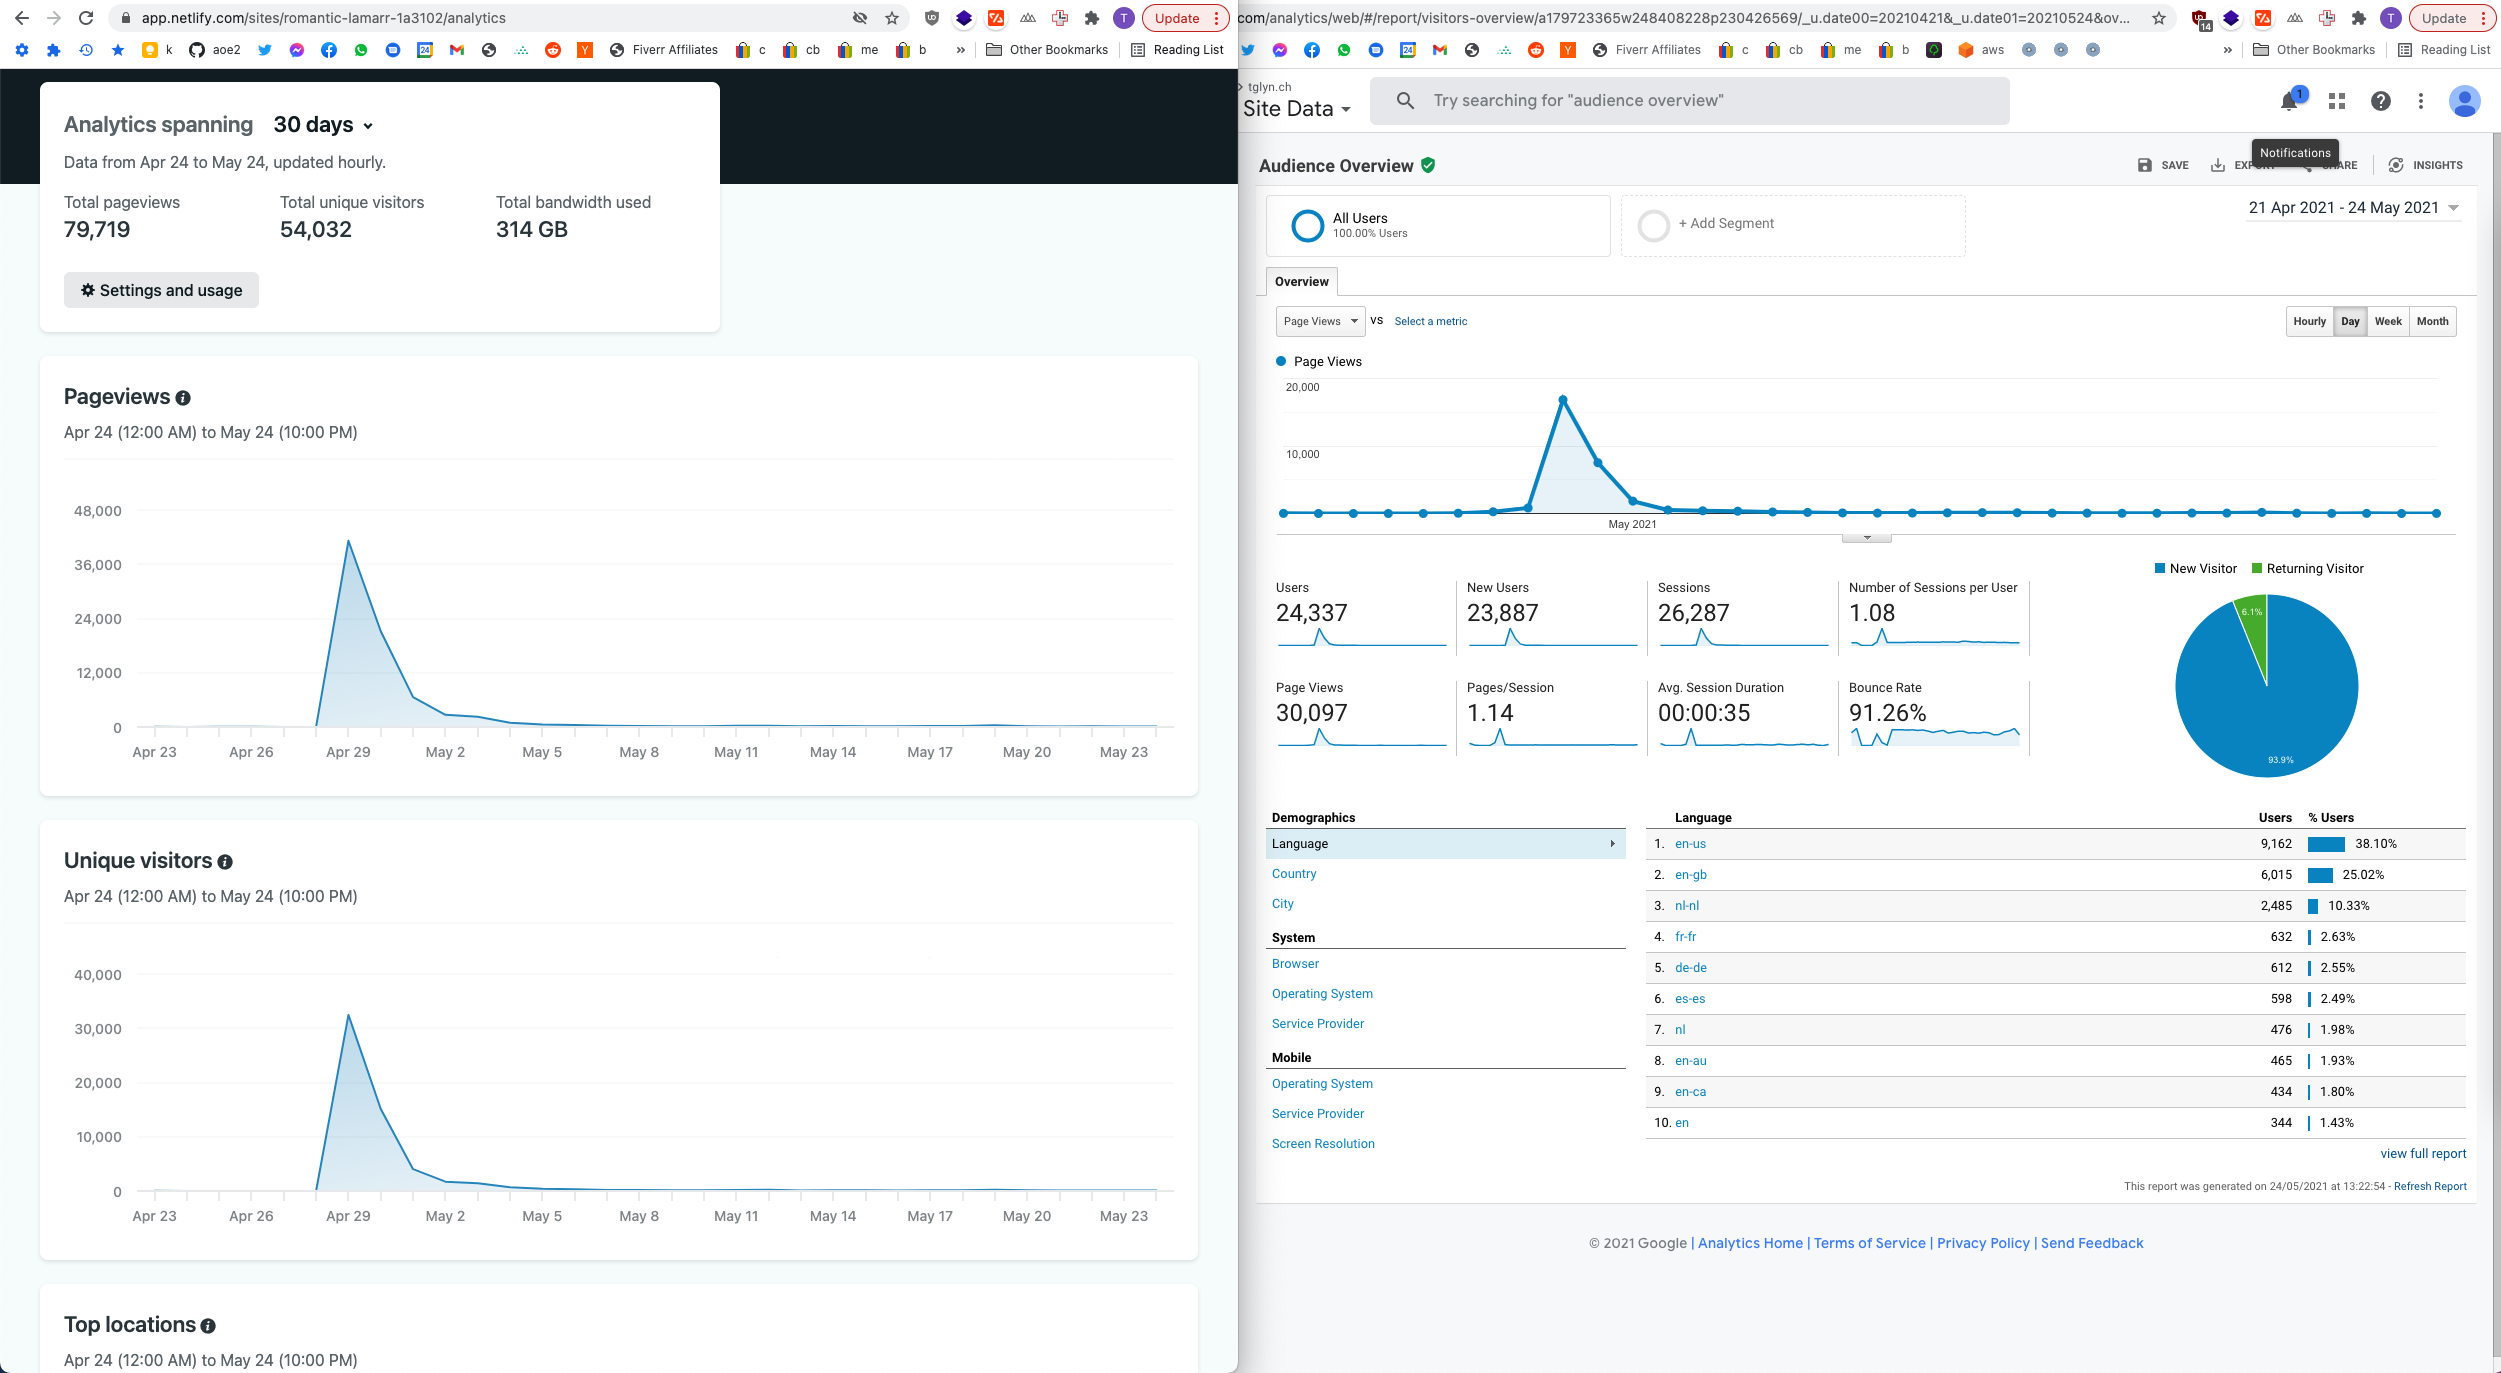 app.netlify.com/sites/romantic-lamarr-1a3102/analytics
T
Update
k
aoe2
24
Y
Fiverr Affiliates
c
cb
me
b
»
Other Bookmarks
Reading List
Analytics spanning 30 days
Data from Apr 24 to May 24, updated hourly.
Total pageviews
79,719
Total unique visitors
54,032
Total bandwidth used
314 GB
Settings and usage
Pageviews
Apr 24 (12:00 AM) to May 24 (10:00 PM)
48,000
36,000
24,000
12,000
0
Apr 23 Apr 26 Apr 29 May 2 May 5 May 8 May 11 May 14 May 17 May 20 May 23
Unique visitors
Apr 24 (12:00 AM) to May 24 (10:00 PM)
40,000
30,000
20,000
10,000
0
Apr 23 Apr 26 Apr 29 May 2 May 5 May 8 May 11 May 14 May 17 May 20 May 23
Top locations
Apr 24 (12:00 AM) to May 24 (10:00 PM)
com/analytics/web/#/report/visitors-overview/a179723365w248408228p230426569/_u.date00=20210421&_u.date01=20210524&ov...
14
T
Update
24
Y
Fiverr Affiliates
c
cb
me
b
aws
»
Other Bookmarks
Reading List
tglyn.ch
Site Data
Try searching for "audience overview"
1
Notifications
Audience Overview
SAVE
EXPORT
SHARE
INSIGHTS
All Users
100.00% Users
+ Add Segment
21 Apr 2021 - 24 May 2021
Overview
Page Views VS Select a metric
Hourly Day Week Month
Page Views
20,000
10,000
May 2021
New Visitor Returning Visitor
6.1%
93.9%
Users
24,337
New Users
23,887
Sessions
26,287
Number of Sessions per User
1.08
Page Views
30,097
Pages/Session
1.14
Avg. Session Duration
00:00:35
Bounce Rate
91.26%
Demographics
Language
Country
City
System
Browser
Operating System
Service Provider
Mobile
Operating System
Service Provider
Screen Resolution
Language Users % Users
1. en-us 9,162 38.10%
2. en-gb 6,015 25.02%
3. nl-nl 2,485 10.33%
4. fr-fr 632 2.63%
5. de-de 612 2.55%
6. es-es 598 2.49%
7. nl 476 1.98%
8. en-au 465 1.93%
9. en-ca 434 1.80%
10. en 344 1.43%
view full report
This report was generated on 24/05/2021 at 13:22:54 - Refresh Report
© 2021 Google | Analytics Home | Terms of Service | Privacy Policy | Send Feedback